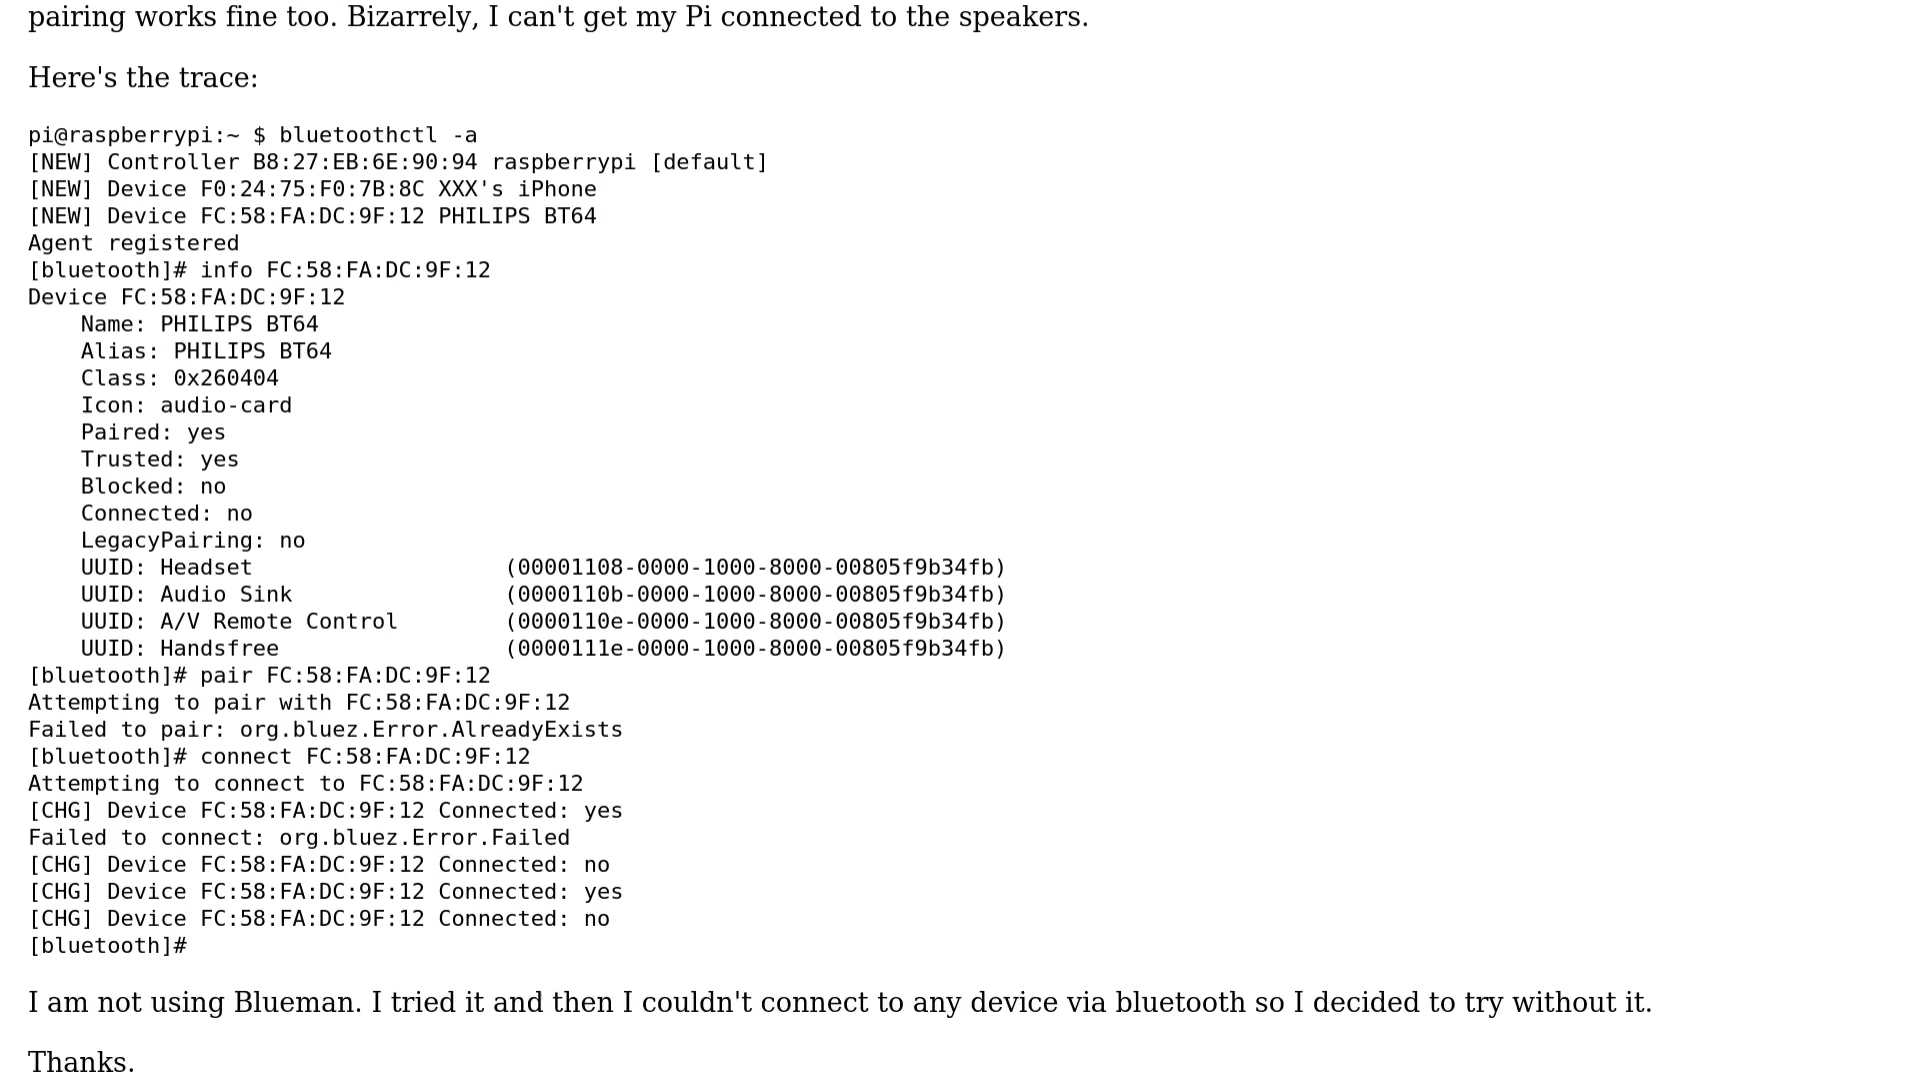 pairing works fine too. Bizarrely, I can't get my Pi connected to the speakers.
Here's the trace:
pi@raspberrypi:~ $ bluetoothctl -a
[NEW] Controller B8:27:EB:6E:90:94 raspberrypi [default]
[NEW] Device F0:24:75:F0:7B:8C XXX's iPhone
[NEW] Device FC:58:FA:DC:9F:12 PHILIPS BT64
Agent registered
[bluetooth]# info FC:58:FA:DC:9F:12
Device FC:58:FA:DC:9F:12
    Name: PHILIPS BT64
    Alias: PHILIPS BT64
    Class: 0x260404
    Icon: audio-card
    Paired: yes
    Trusted: yes
    Blocked: no
    Connected: no
    LegacyPairing: no
    UUID: Headset                   (00001108-0000-1000-8000-00805f9b34fb)
    UUID: Audio Sink                (0000110b-0000-1000-8000-00805f9b34fb)
    UUID: A/V Remote Control        (0000110e-0000-1000-8000-00805f9b34fb)
    UUID: Handsfree                 (0000111e-0000-1000-8000-00805f9b34fb)
[bluetooth]# pair FC:58:FA:DC:9F:12
Attempting to pair with FC:58:FA:DC:9F:12
Failed to pair: org.bluez.Error.AlreadyExists
[bluetooth]# connect FC:58:FA:DC:9F:12
Attempting to connect to FC:58:FA:DC:9F:12
[CHG] Device FC:58:FA:DC:9F:12 Connected: yes
Failed to connect: org.bluez.Error.Failed
[CHG] Device FC:58:FA:DC:9F:12 Connected: no
[CHG] Device FC:58:FA:DC:9F:12 Connected: yes
[CHG] Device FC:58:FA:DC:9F:12 Connected: no
[bluetooth]#
I am not using Blueman. I tried it and then I couldn't connect to any device via bluetooth so I decided to try without it.
Thanks.